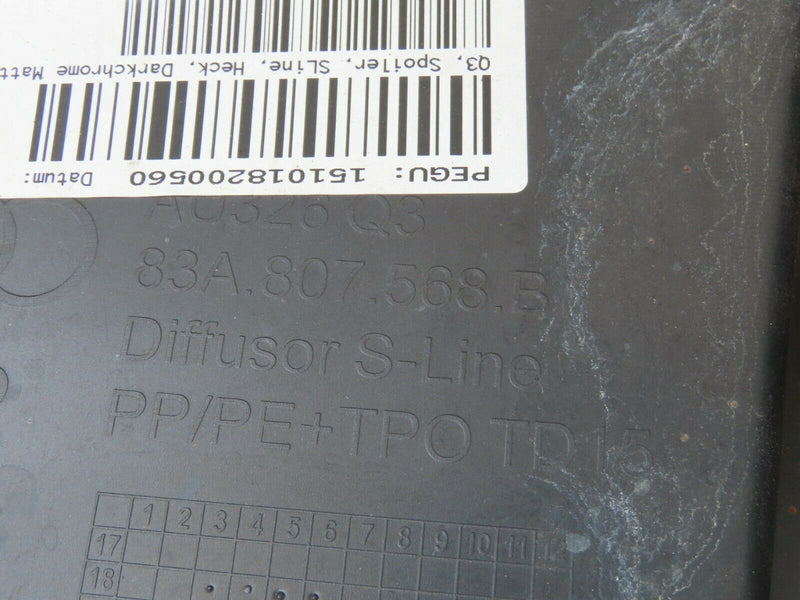 Q3, Spoiler, SLine, Heck, Darkchrome Matt
PEGU: 151018200560 Datum:
AU326 Q3
83A.807.568.B
Diffusor S-Line
PP/PE+TPO TD15
1 2 3 4 5 6 7 8 9 10 11 12
17
18